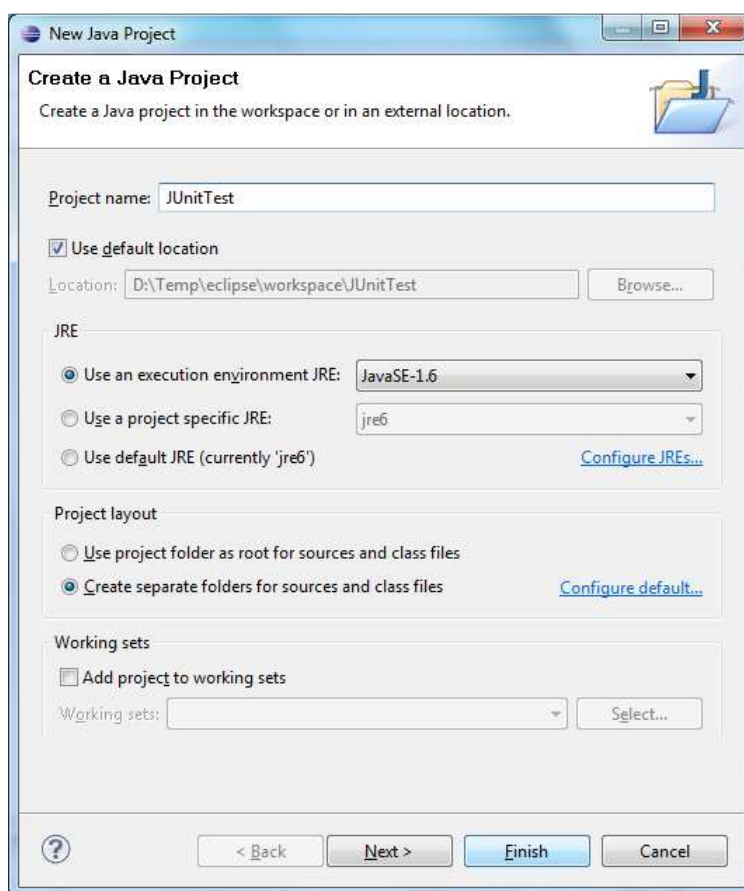 New Java Project
Create a Java Project
Create a Java project in the workspace or in an external location.
Project name: JUnitTest
Use default location
Location: D:\Temp\eclipse\workspace\JUnitTest Browse...
JRE
Use an execution environment JRE: JavaSE-1.6
Use a project specific JRE: jre6
Use default JRE (currently 'jre6') Configure JREs...
Project layout
Use project folder as root for sources and class files
Create separate folders for sources and class files Configure default...
Working sets
Add project to working sets
Working sets: Select...
? < Back Next > Finish Cancel